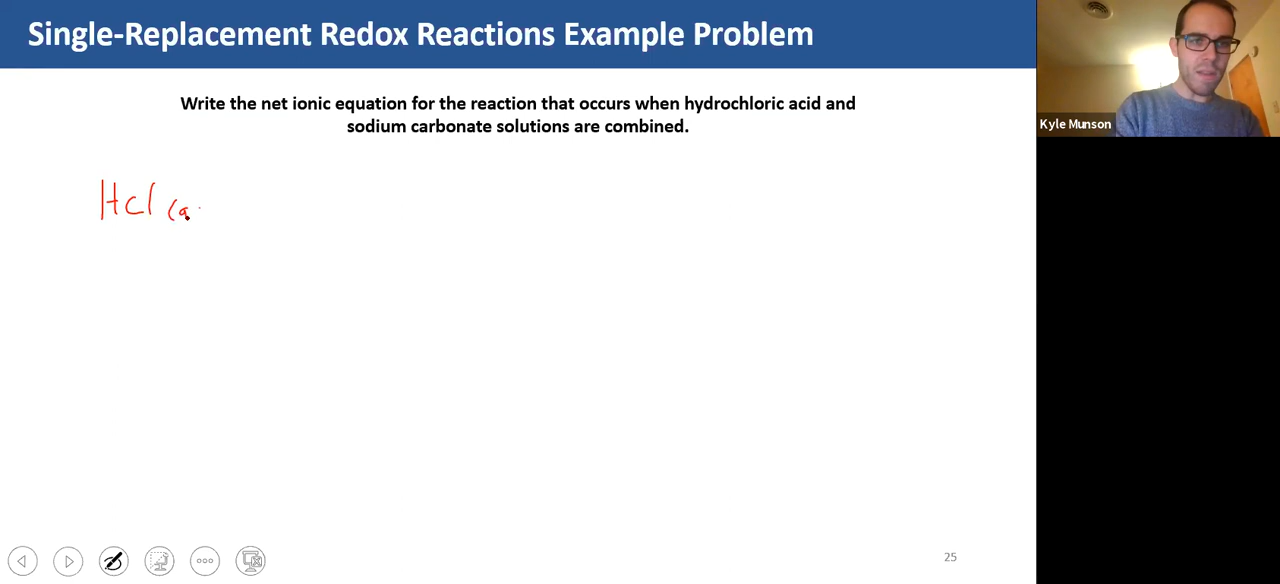 Single-Replacement Redox Reactions Example Problem
Write the net ionic equation for the reaction that occurs when hydrochloric acid and
sodium carbonate solutions are combined.
Kyle Munson
HCl (a
25